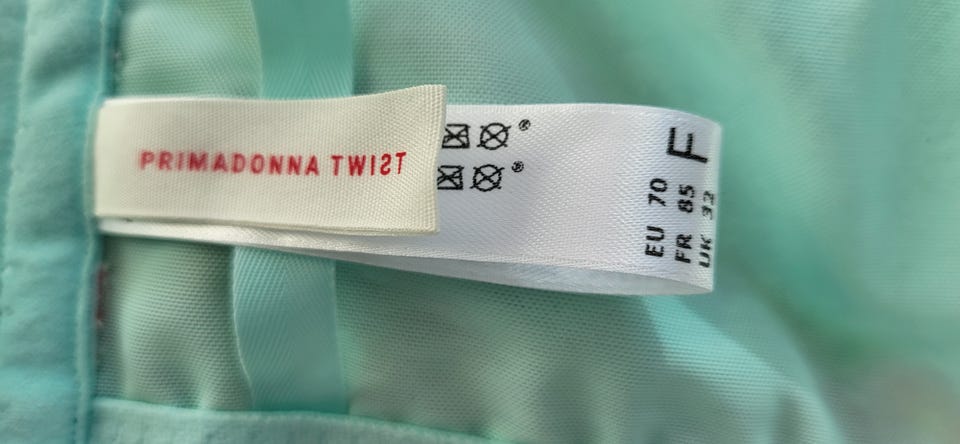 PRIMADONNA TWIST
®
®
EU 70
FR 85
UK 32
F